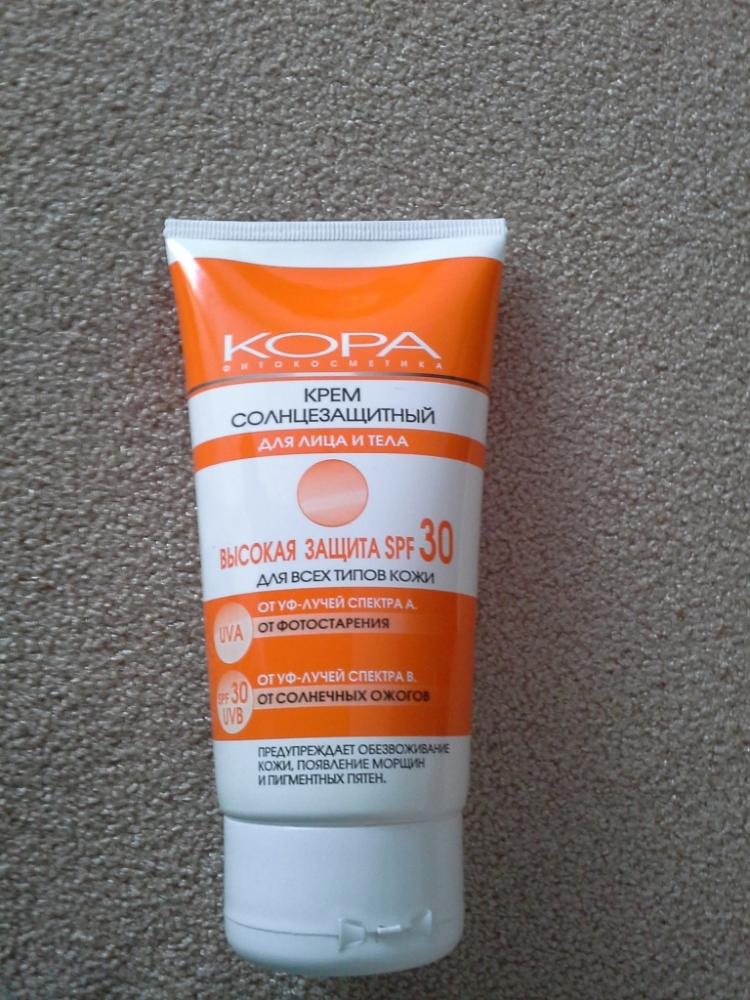 КОРА
ФИТОКОСМЕТИКА
КРЕМ
СОЛНЦЕЗАЩИТНЫЙ
ДЛЯ ЛИЦА И ТЕЛА
ВЫСОКАЯ ЗАЩИТА SPF 30
ДЛЯ ВСЕХ ТИПОВ КОЖИ
ОТ УФ-ЛУЧЕЙ СПЕКТРА А.
UVA
ОТ ФОТОСТАРЕНИЯ
ОТ УФ-ЛУЧЕЙ СПЕКТРА В.
SPF 30
UVB
ОТ СОЛНЕЧНЫХ ОЖОГОВ
ПРЕДУПРЕЖДАЕТ ОБЕЗВОЖИВАНИЕ
КОЖИ, ПОЯВЛЕНИЕ МОРЩИН
И ПИГМЕНТНЫХ ПЯТЕН.